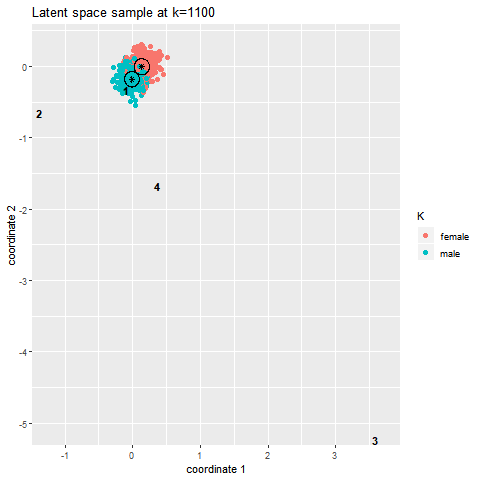 Latent space sample at k=1100
0
1
2
-1
4
-2
coordinate 2
-3
-4
-5
3
-1
0
1
2
3
coordinate 1
K
female
male